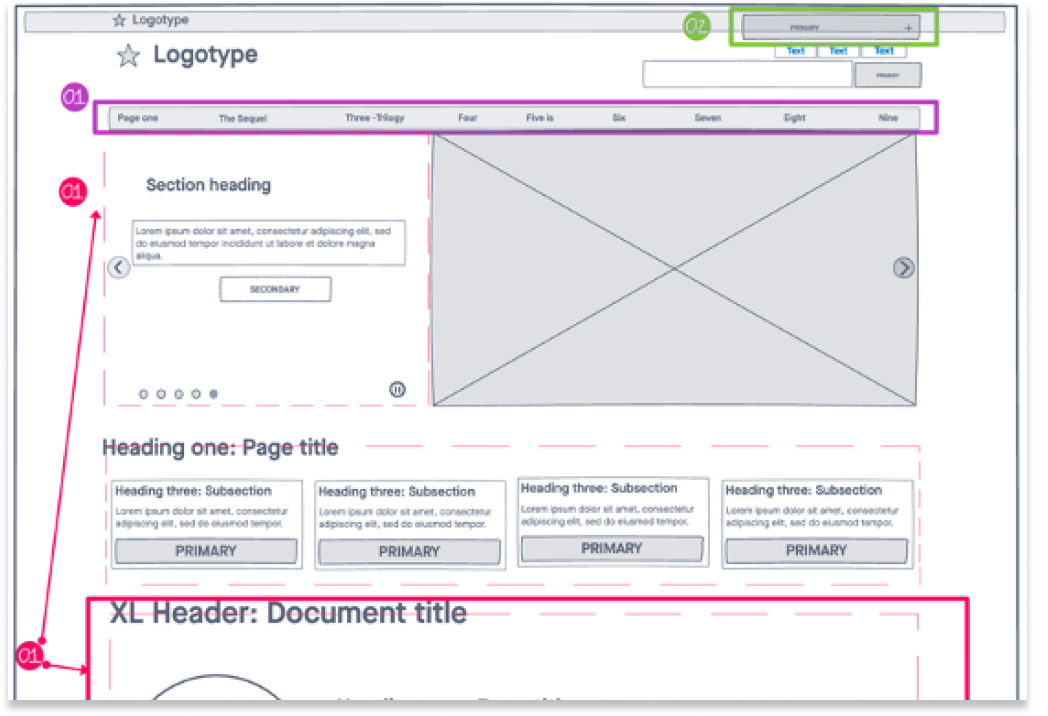 Logotype
02
PRIMARY +
Logotype
Text Text Text
PRIMARY
01
Page one The Sequel Three -Trilogy Four Five is Six Seven Eight Nine
01
Section heading
Lorem ipsum dolor sit amet, consectetur adipiscing elit, sed
do eiusmod tempor incididunt ut labore et dolore magna
aliqua.
SECONDARY
Heading one: Page title
Heading three: Subsection
Lorem ipsum dolor sit amet, consectetur
adipiscing elit, sed do eiusmod tempor.
PRIMARY
Heading three: Subsection
Lorem ipsum dolor sit amet, consectetur
adipiscing elit, sed do eiusmod tempor.
PRIMARY
Heading three: Subsection
Lorem ipsum dolor sit amet, consectetur
adipiscing elit, sed do eiusmod tempor.
PRIMARY
Heading three: Subsection
Lorem ipsum dolor sit amet, consectetur
adipiscing elit, sed do eiusmod tempor.
PRIMARY
XL Header: Document title
01